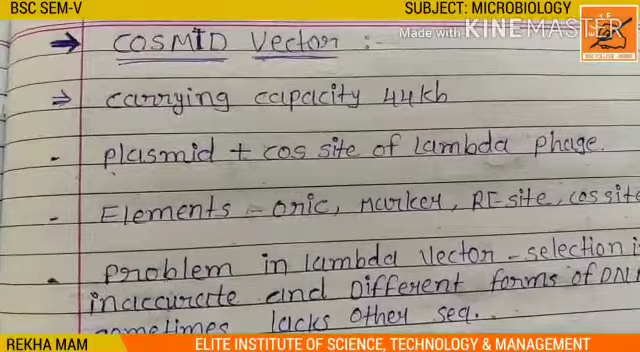 BSC SEM-V
SUBJECT: MICROBIOLOGY
Made with KINEMASTER
→ COSMID Vector :-
⇒ carrying capacity 44kb
- plasmid + cos site of lambda phage.
- Elements - oric, Marker, RE-site, cos site
- problem in lambda vector - selection is
inaccurate and Different forms of DNA
sometimes lacks other seq..
REKHA MAM
ELITE INSTITUTE OF SCIENCE, TECHNOLOGY & MANAGEMENT